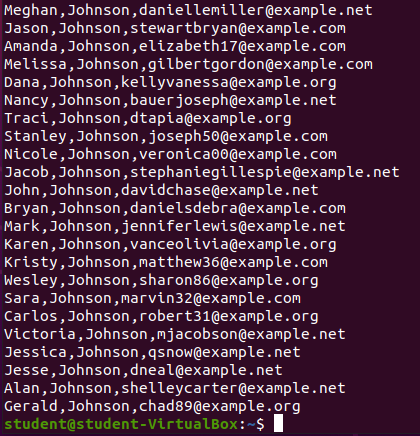 Meghan,Johnson,daniellemiller@example.net
Jason,Johnson,stewartbryan@example.com
Amanda,Johnson,elizabeth17@example.com
Melissa,Johnson,gilbertgordon@example.com
Dana,Johnson,kellyvanessa@example.org
Nancy,Johnson,bauerjoseph@example.net
Traci,Johnson,dtapia@example.org
Stanley,Johnson,joseph50@example.com
Nicole,Johnson,veronica00@example.com
Jacob,Johnson,stephaniegillespie@example.net
John,Johnson,davidchase@example.net
Bryan,Johnson,danielsdebra@example.com
Mark,Johnson,jenniferlewis@example.net
Karen,Johnson,vanceolivia@example.org
Kristy,Johnson,matthew36@example.com
Wesley,Johnson,sharon86@example.org
Sara,Johnson,marvin32@example.com
Carlos,Johnson,robert31@example.org
Victoria,Johnson,mjacobson@example.net
Jessica,Johnson,qsnow@example.net
Jesse,Johnson,dneal@example.net
Alan,Johnson,shelleycarter@example.net
Gerald,Johnson,chad89@example.org
student@student-VirtualBox:~$